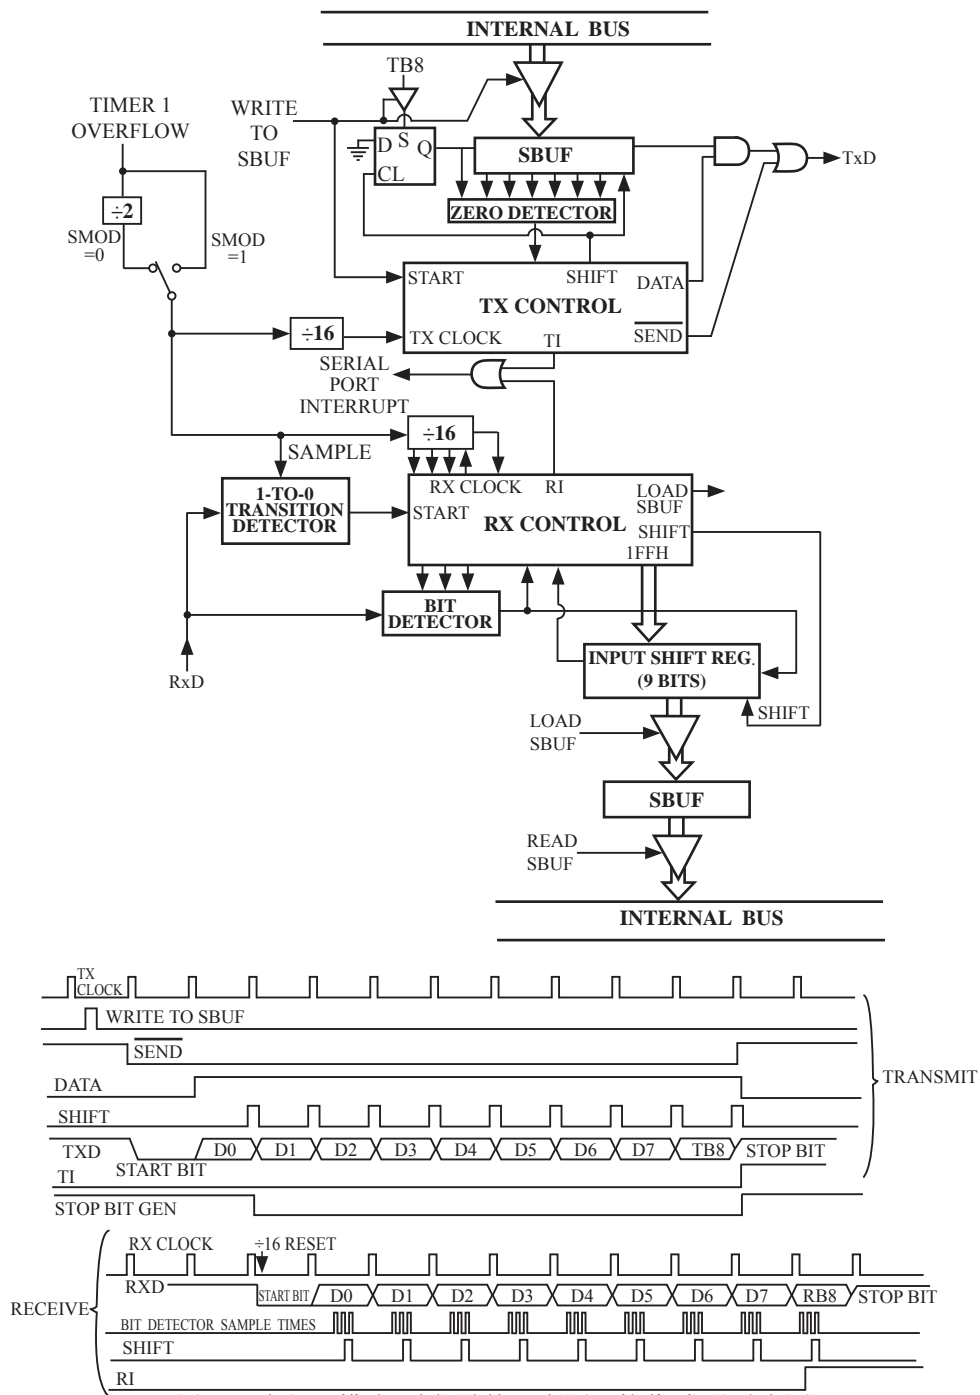 INTERNAL BUS
TB8
TIMER 1
OVERFLOW
WRITE
TO
SBUF
D S Q
CL
SBUF
TxD
÷2
ZERO DETECTOR
SMOD
=0
SMOD
=1
START
SHIFT
DATA
TX CONTROL
÷16
TX CLOCK
TI
SEND
SERIAL
PORT
INTERRUPT
÷16
SAMPLE
1-TO-0
TRANSITION
DETECTOR
RX CLOCK
RI
LOAD
SBUF
START
RX CONTROL
SHIFT
1FFH
BIT
DETECTOR
RxD
INPUT SHIFT REG.
(9 BITS)
SHIFT
LOAD
SBUF
SBUF
READ
SBUF
INTERNAL BUS
TX
CLOCK
WRITE TO SBUF
SEND
TRANSMIT
DATA
SHIFT
TXD
START BIT
D0 D1 D2 D3 D4 D5 D6 D7 TB8 STOP BIT
TI
STOP BIT GEN
RX CLOCK
÷16 RESET
RXD
START BIT D0 D1 D2 D3 D4 D5 D6 D7 RB8 STOP BIT
RECEIVE
BIT DETECTOR SAMPLE TIMES
SHIFT
RI